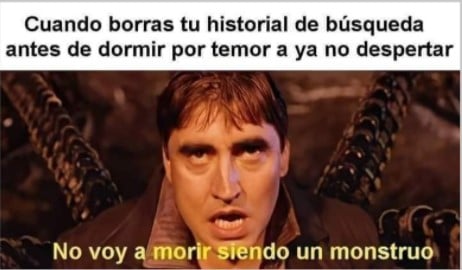 Cuando borras tu historial de búsqueda
antes de dormir por temor a ya no despertar
No voy a morir siendo un monstruo